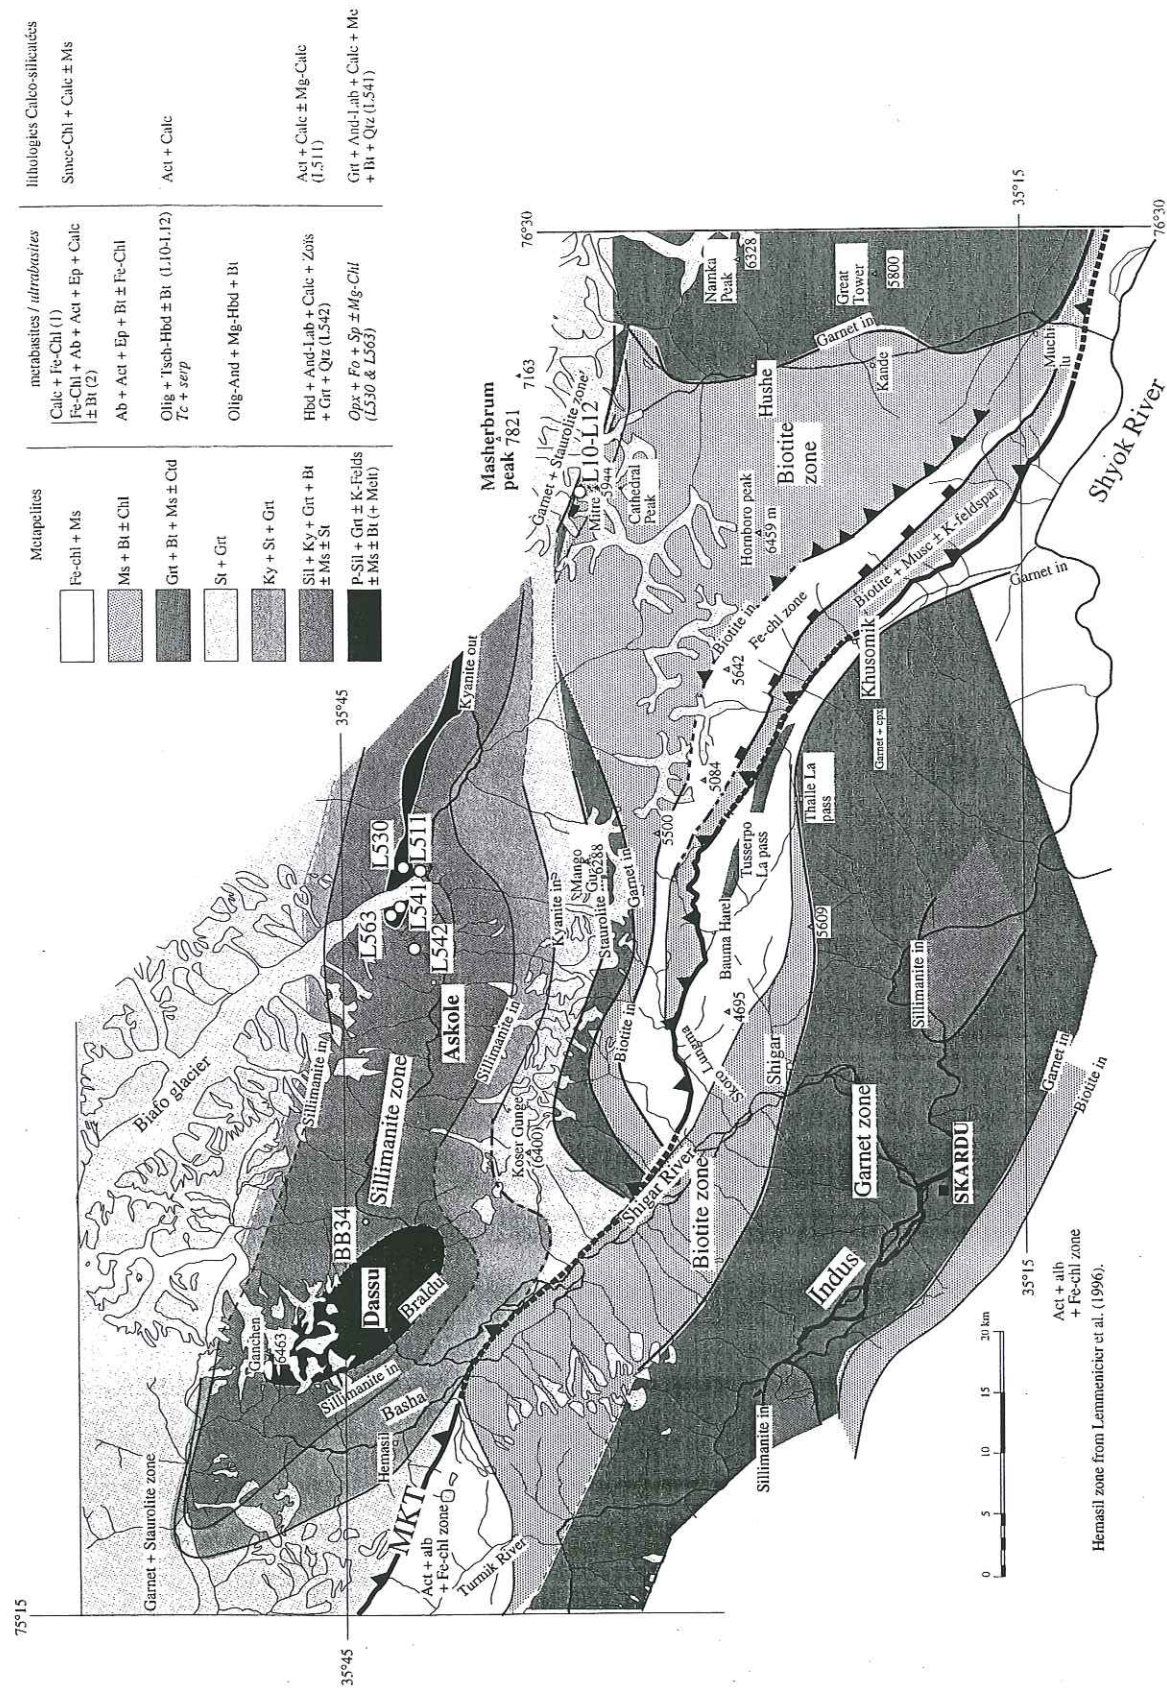 Metapelites
Fe-chl + Ms
Ms + Bt ± Chl
Grt + Bt + Ms ± Ctd
St + Grt
Ky + St + Grt
Sil + Ky + Grt + Bt
± Ms ± St
P-Sil + Grt ± K-Felds
± Ms ± Bt (+ Melt)
metabasites / ultrabasites
Calc + Fe-Chl (1)
Fe-Chl + Ab + Act + Ep + Calc
± Bt (2)
Ab + Act + Ep + Bt ± Fe-Chl
Olig + Tsch-Hbd ± Bt (L10-L12)
Tc + serp
Olig-And + Mg-Hbd + Bt
Hbd + And-Lab + Calc + Zoïs
+ Grt + Qtz (L542)
Opx + Fo + Sp ± Mg-Chl
(L530 & L563)
lithologies Calco-silicatées
Smec-Chl + Calc ± Ms
Act + Calc
Act + Calc ± Mg-Calc
(L511)
Grt + And-Lab + Calc + Me
+ Bt + Qtz (L541)
75°15
76°30
35°45
35°45
Garnet + Staurolite zone
Biafo glacier
Ganchen
6463
Sillimanite in
BB34
Dassu
Braldu
Sillimanite in
Basha
Hemasil
Sillimanite zone
Askole
L563
L530
L541
L511
L542
Kyanite out
Sillimanite in
Koser Gunge
(6400)
Kyanite in
Mango
Gusor
6288
Staurolite in
Garnet in
Biotite in
Masherbrum
peak 7821
7163
Garnet + Staurolite zone
L10-L12
Mitre
5944
Cathedral
Peak
Namka
Peak
6328
Great
Tower
5800
Garnet in
Hushe
Kande
Biotite
zone
Homboro peak
6459 m
Biotite in
Fe-chl zone
5642
5084
5500
Biotite + Musc ± K-feldspar
Muchi-
lu
Shyok River
Garnet in
Khusomik
Garnet + cpx
Thalle La
pass
Tusserpo
La pass
Bauma Harel
4695
5609
Skoro Lungma
Shigar
Shigar River
Biotite zone
MKT
Act + alb
+ Fe-chl zone
Turmik River
Sillimanite in
Garnet zone
Indus
SKARDU
Sillimanite in
Garnet in
Biotite in
Act + alb
+ Fe-chl zone
35°15
35°15
76°30
0 5 10 15 20 km
Hemasil zone from Lemmenicier et al. (1996).